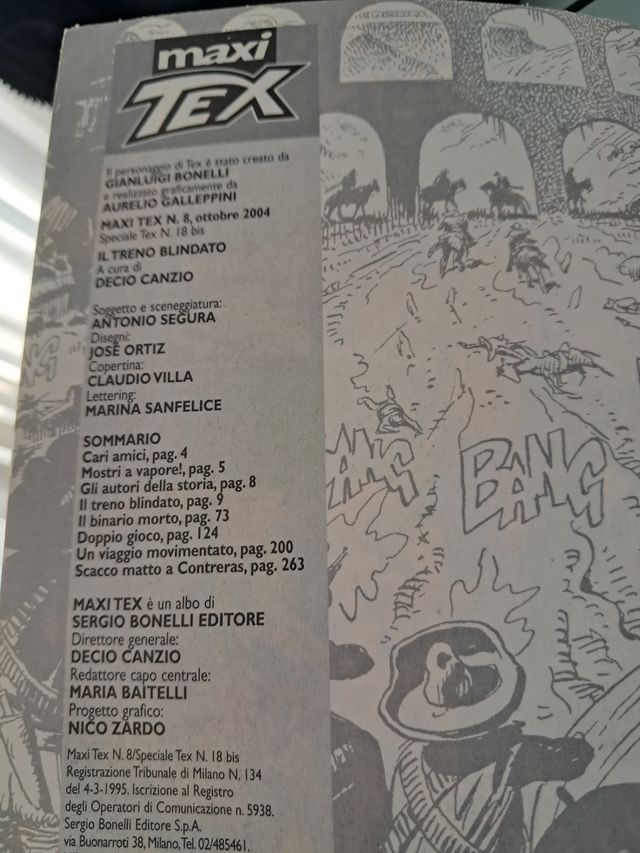 maxi
TEX
Il personaggio di Tex è stato creato da
GIANLUIGI BONELLI
e realizzato graficamente da
AURELIO GALLEPPINI
MAXI TEX N. 8, ottobre 2004
Speciale Tex N. 18 bis
IL TRENO BLINDATO
A cura di
DECIO CANZIO
Soggetto e sceneggiatura:
ANTONIO SEGURA
Disegni:
JOSÉ ORTIZ
Copertina:
CLAUDIO VILLA
Lettering:
MARINA SANFELICE
SOMMARIO
Cari amici, pag. 4
Mostri a vapore!, pag. 5
Gli autori della storia, pag. 8
Il treno blindato, pag. 9
Il binario morto, pag. 73
Doppio gioco, pag. 124
Un viaggio movimentato, pag. 200
Scacco matto a Contreras, pag. 263
MAXI TEX è un albo di
SERGIO BONELLI EDITORE
Direttore generale:
DECIO CANZIO
Redattore capo centrale:
MARIA BAITELLI
Progetto grafico:
NICO ZARDO
Maxi Tex N. 8/Speciale Tex N. 18 bis
Registrazione Tribunale di Milano N. 134
del 4-3-1995. Iscrizione al Registro
degli Operatori di Comunicazione n. 5938.
Sergio Bonelli Editore S.p.A.
via Buonarroti 38, Milano, Tel. 02/485461.
BANG